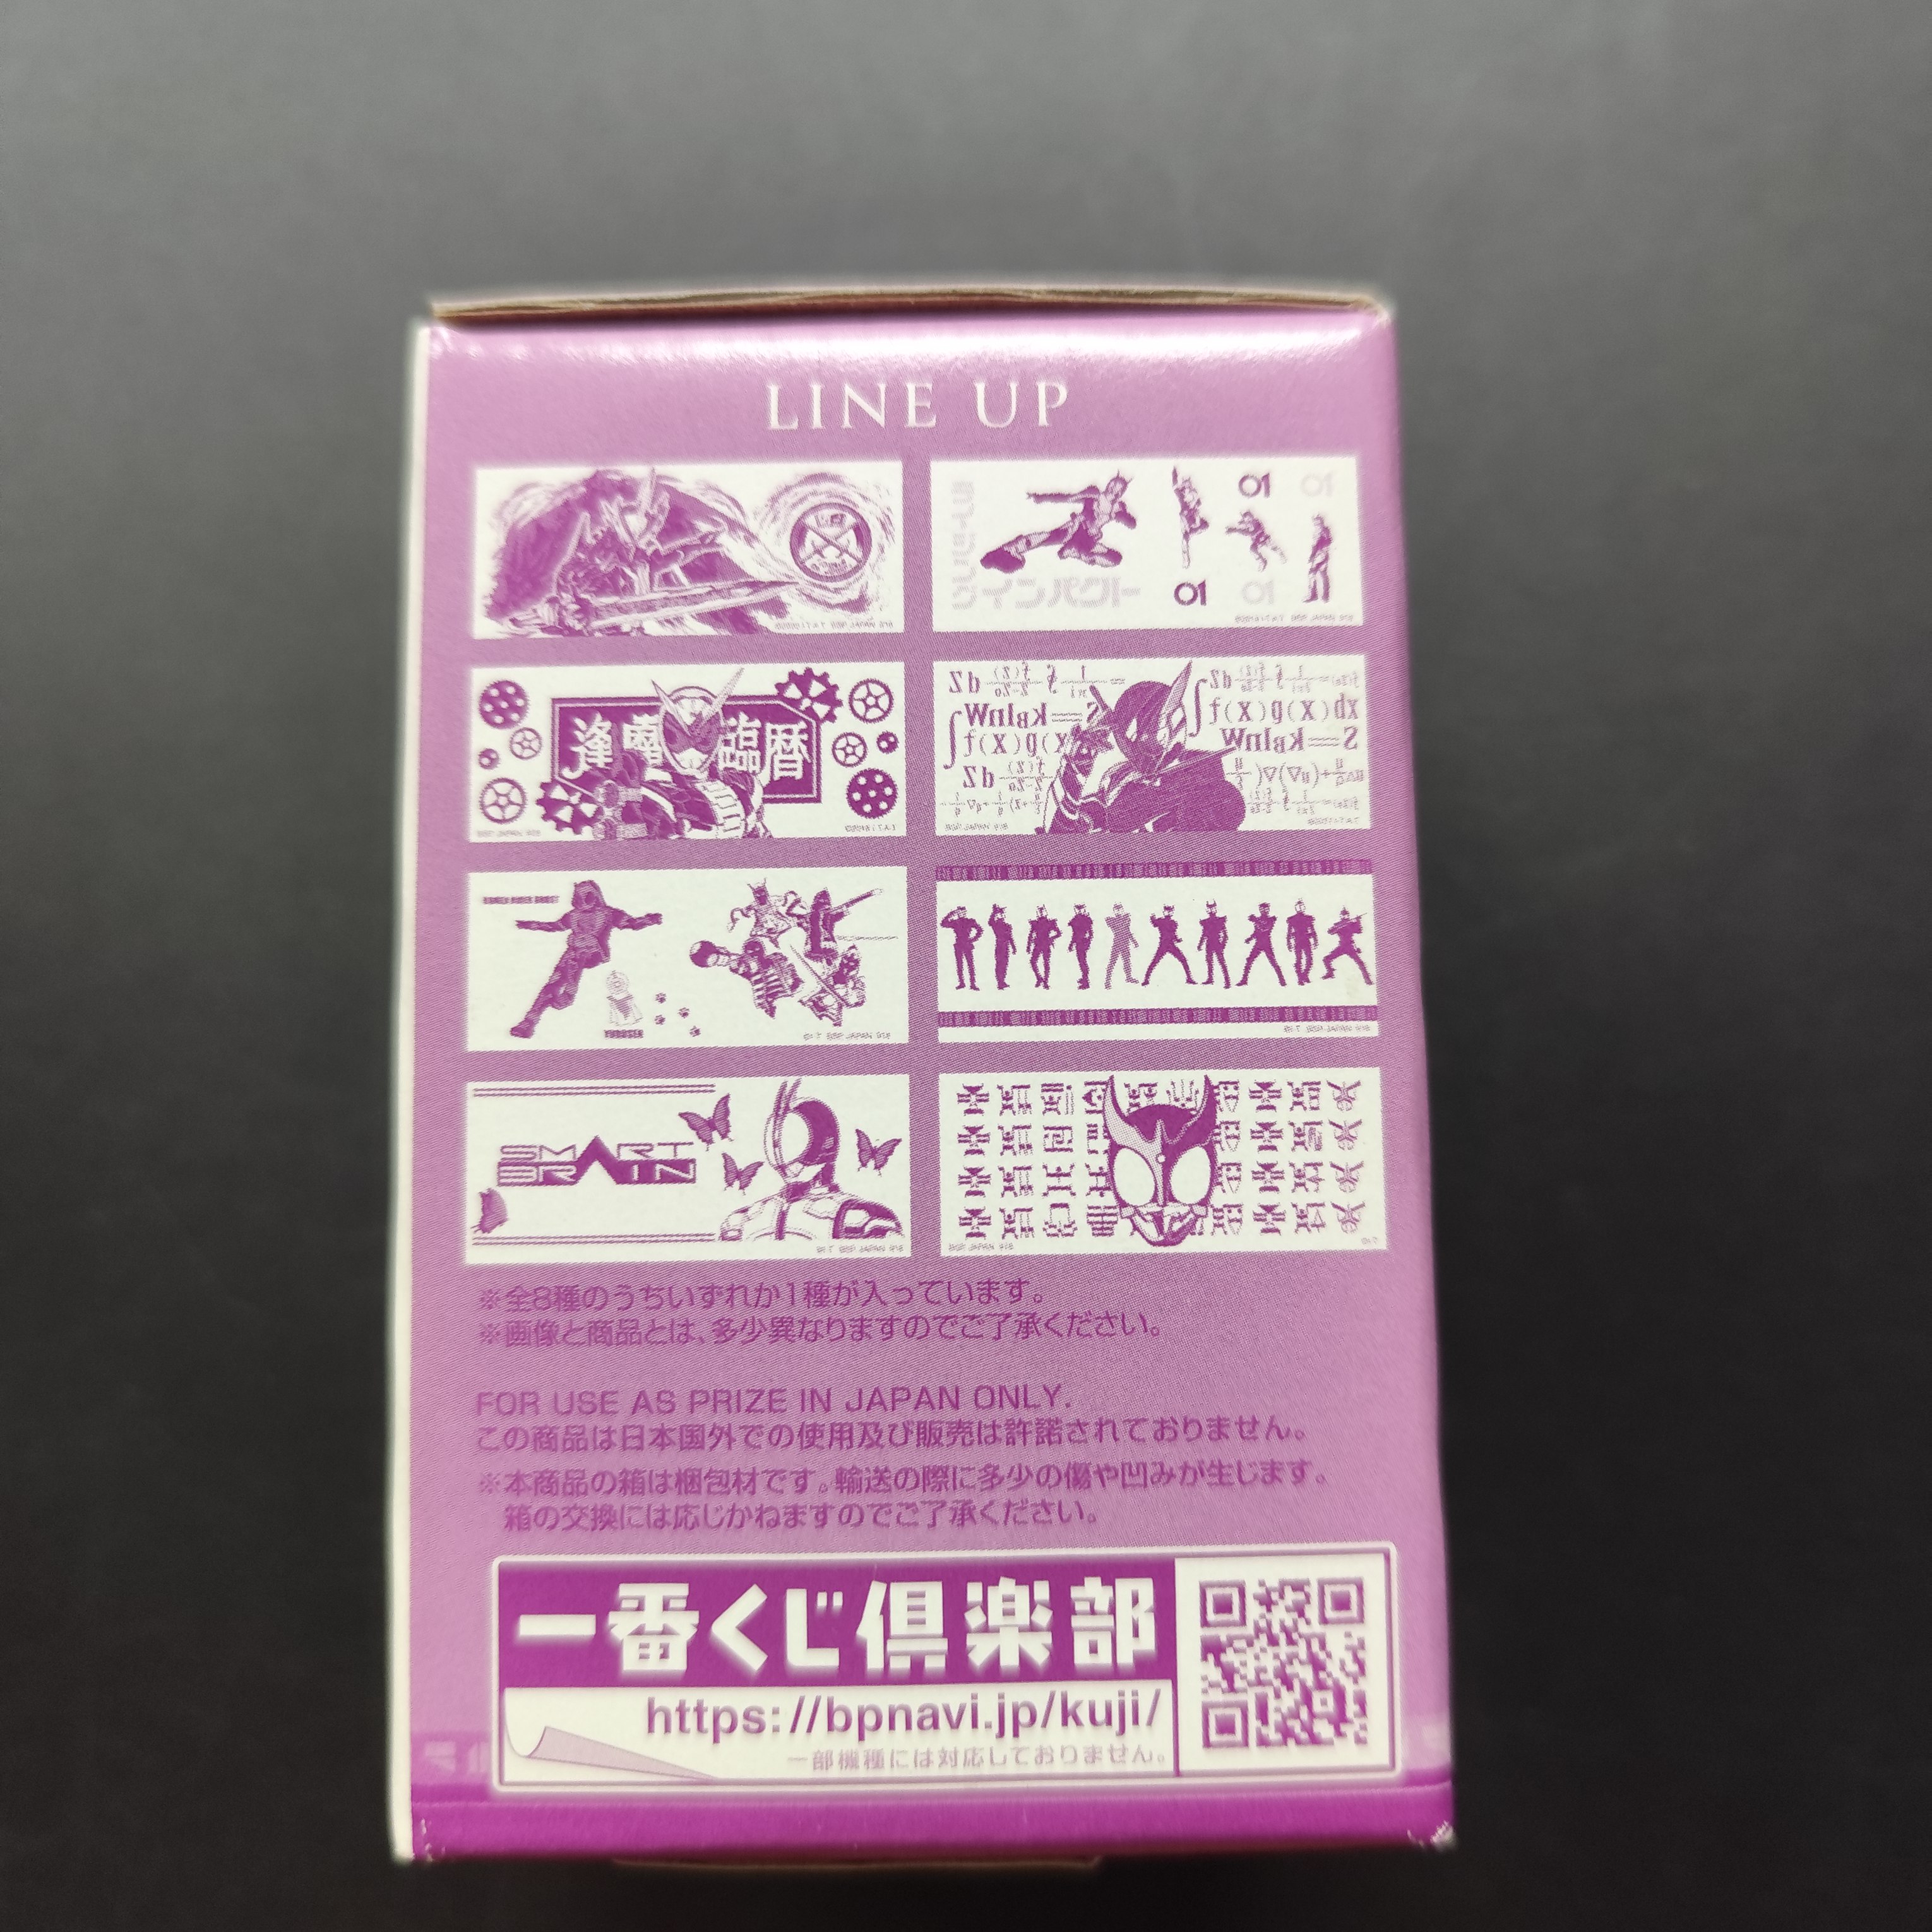 LINE UP
01
01
インパクト
01
01
逢
臨暦
SMART
BRAIN
※全8種のうちいずれか1種が入っています。
※画像と商品とは、多少異なりますのでご了承ください。
FOR USE AS PRIZE IN JAPAN ONLY.
この商品は日本国外での使用及び販売は許諾されておりません。
※本商品の箱は梱包材です。輸送の際に多少の傷や凹みが生じます。
箱の交換には応じかねますのでご了承ください。
一番くじ倶楽部
https://bpnavi.jp/kuji/
一部機種には対応しておりません。